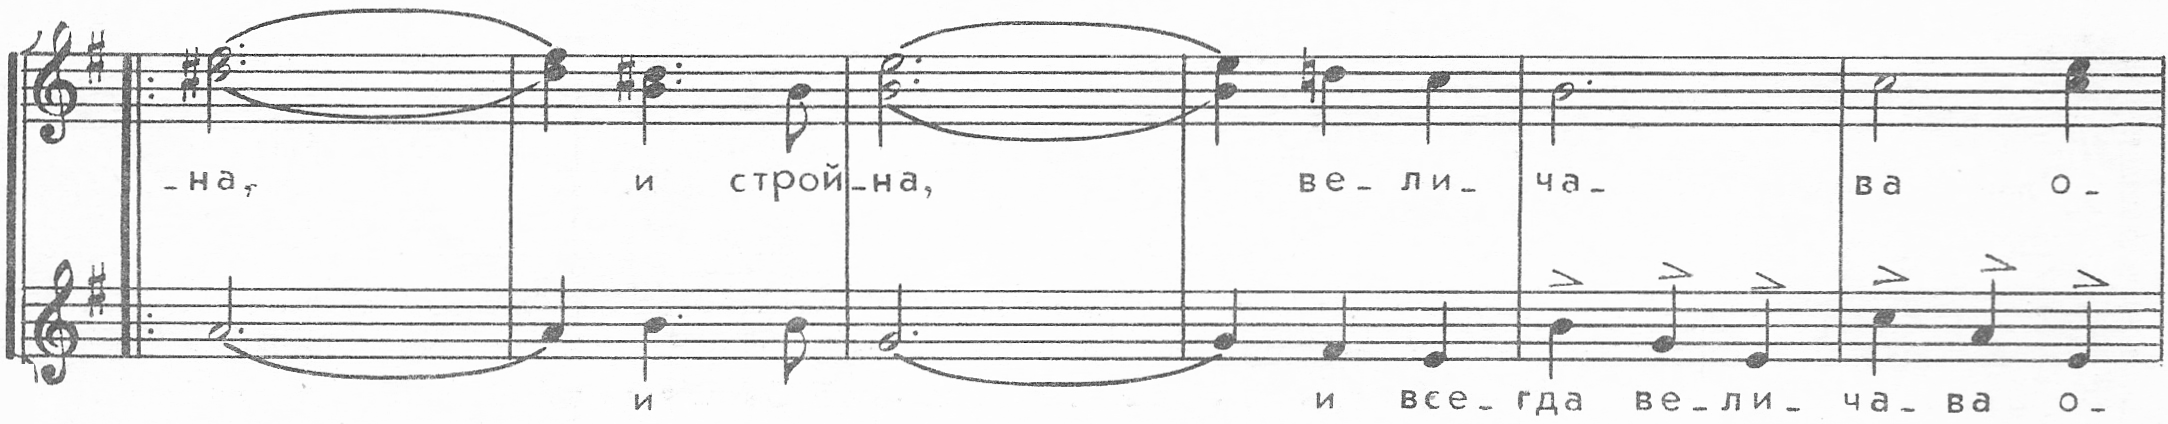 -на, и строй-на, ве- ли- ча- ва о-
и и все- гда ве-ли- ча- ва о-